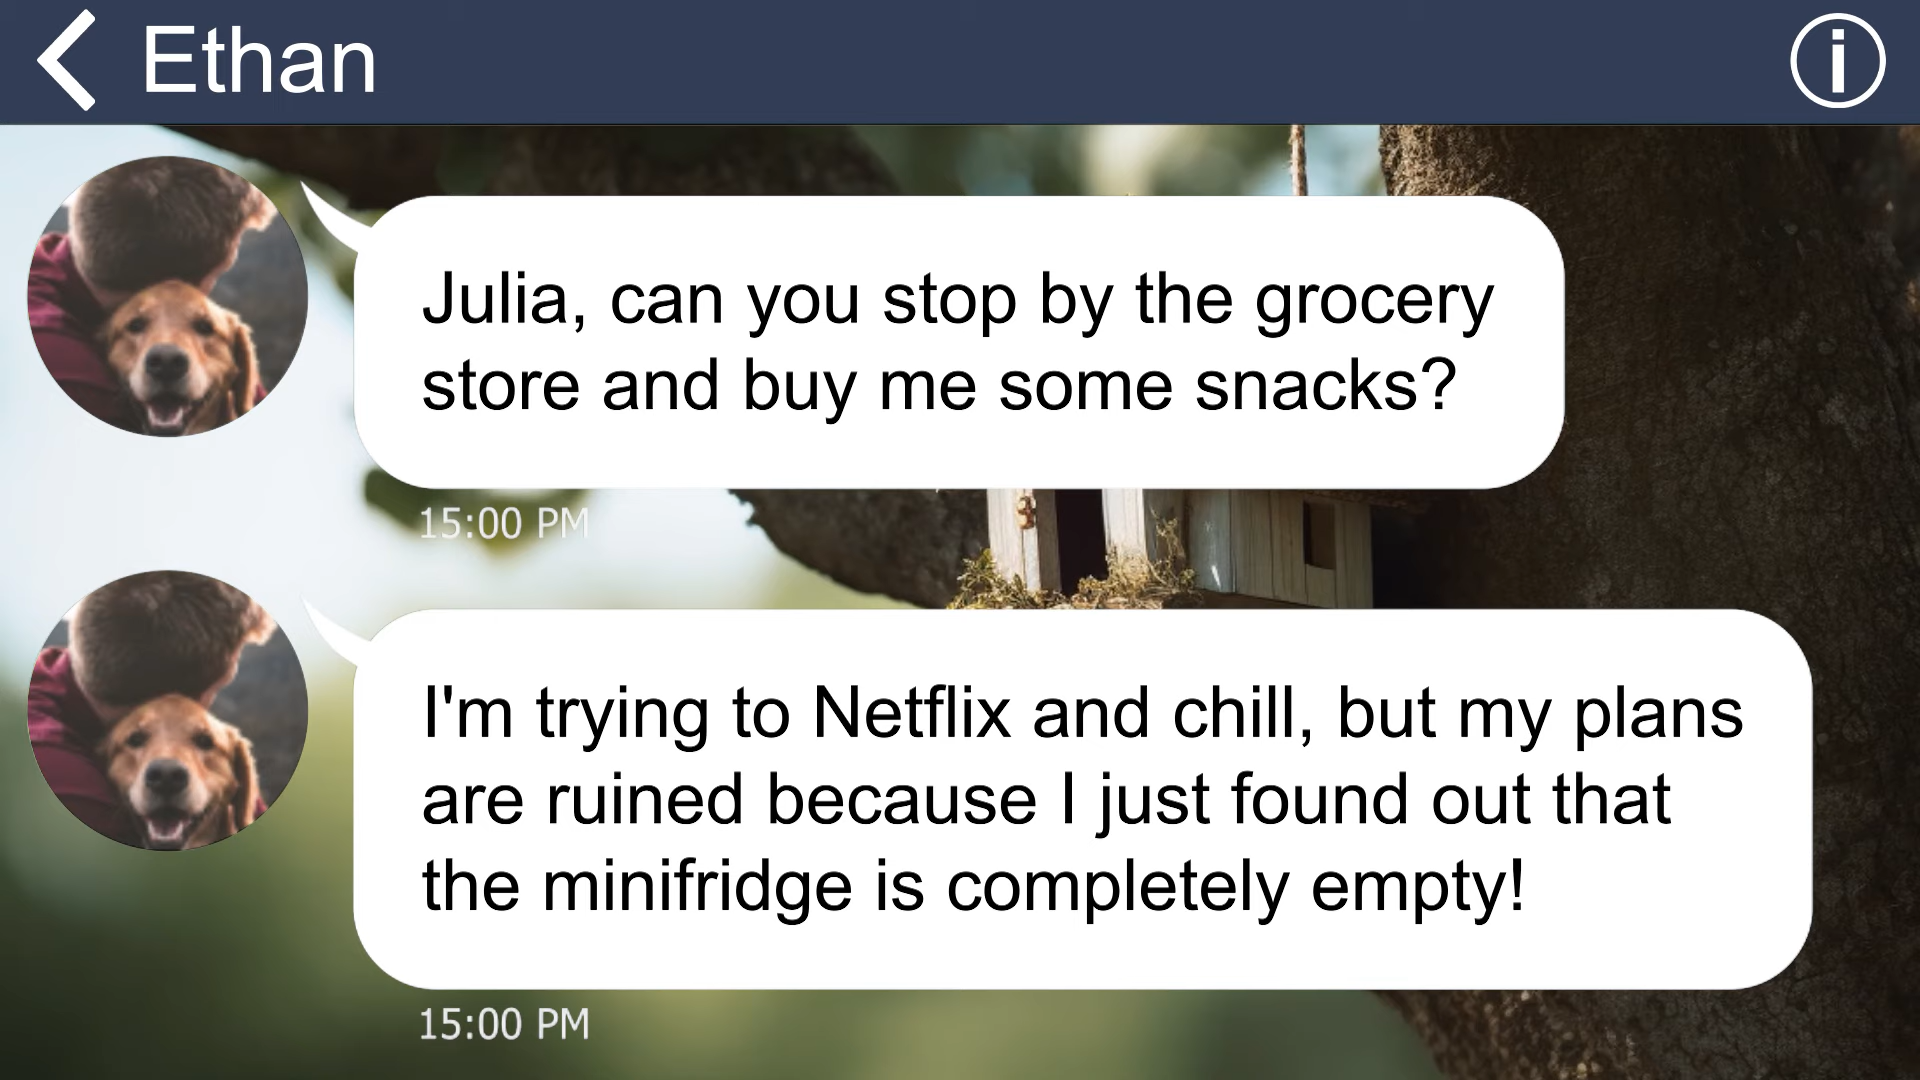 Ethan
Julia, can you stop by the grocery
store and buy me some snacks?
15:00 PM
I'm trying to Netflix and chill, but my plans
are ruined because I just found out that
the minifridge is completely empty!
15:00 PM